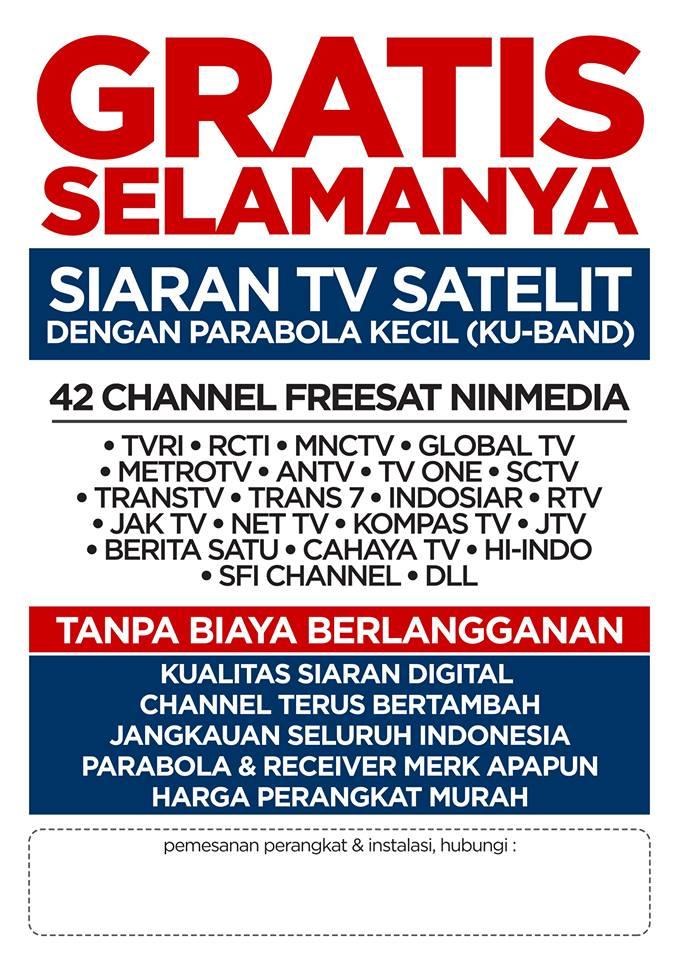 GRATIS
SELAMANYA
SIARAN TV SATELIT
DENGAN PARABOLA KECIL (KU-BAND)
42 CHANNEL FREESAT NINMEDIA
• TVRI • RCTI • MNCTV • GLOBAL TV
• METROTV • ANTV • TV ONE • SCTV
• TRANSTV • TRANS 7 • INDOSIAR • RTV
• JAK TV • NET TV • KOMPAS TV • JTV
• BERITA SATU • CAHAYA TV • HI-INDO
• SFI CHANNEL • DLL
TANPA BIAYA BERLANGGANAN
KUALITAS SIARAN DIGITAL
CHANNEL TERUS BERTAMBAH
JANGKAUAN SELURUH INDONESIA
PARABOLA & RECEIVER MERK APAPUN
HARGA PERANGKAT MURAH
pemesanan perangkat & instalasi, hubungi :